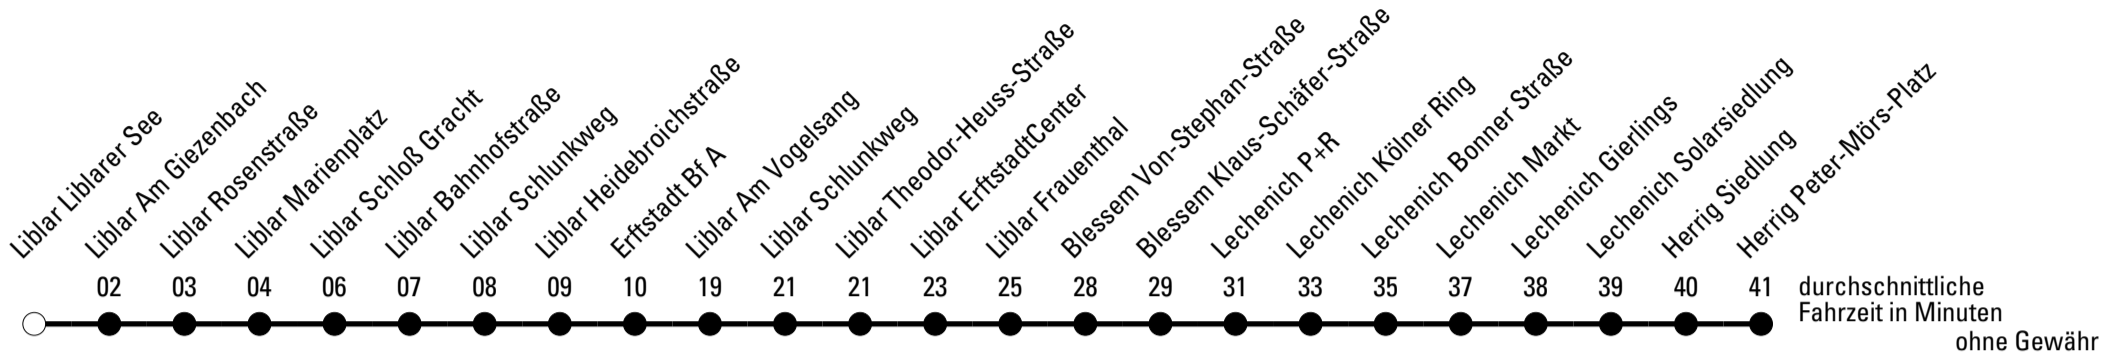 Liblar Liblarer See
Liblar Am Giezenbach
Liblar Rosenstraße
Liblar Marienplatz
Liblar Schloß Gracht
Liblar Bahnhofstraße
Liblar Schlunkweg
Liblar Heidebroichstraße
Erftstadt Bf A
Liblar Am Vogelsang
Liblar Schlunkweg
Liblar Theodor-Heuss-Straße
Liblar ErftstadtCenter
Liblar Frauenthal
Blessem Von-Stephan-Straße
Blessem Klaus-Schäfer-Straße
Lechenich P+R
Lechenich Kölner Ring
Lechenich Bonner Straße
Lechenich Markt
Lechenich Gierlings
Lechenich Solarsiedlung
Herrig Siedlung
Herrig Peter-Mörs-Platz
02 03 04 06 07 08 09 10 19 21 21 23 25 28 29 31 33 35 37 38 39 40 41
durchschnittliche
Fahrzeit in Minuten
ohne Gewähr